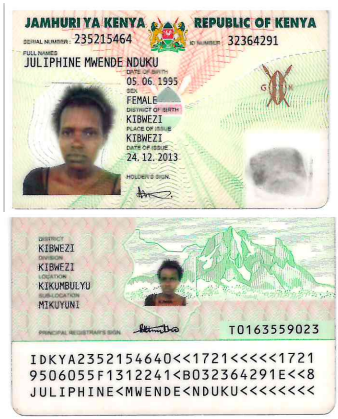 JAMHURI YA KENYA REPUBLIC OF KENYA
SERIAL NUMBER: 235215464 ID NUMBER: 32364291
FULL NAMES
JULIPHINE MWENDE NDUKU
DATE OF BIRTH
05. 06. 1995
SEX
FEMALE
DISTRICT OF BIRTH
KIBWEZI
PLACE OF ISSUE
KIBWEZI
DATE OF ISSUE
24. 12. 2013
HOLDER'S SIGN.
DISTRICT
KIBWEZI
DIVISION
KIBWEZI
LOCATION
KIKUMBULYU
SUB-LOCATION
MIKUYUNI
PRINCIPAL REGISTRAR'S SIGN. TO163559023
IDKYA2352154640<<1721<<<<<1721
9506055F1312241<B032364291E<<8
JULIPHINE<MWENDE<NDUKU<<<<<<<<